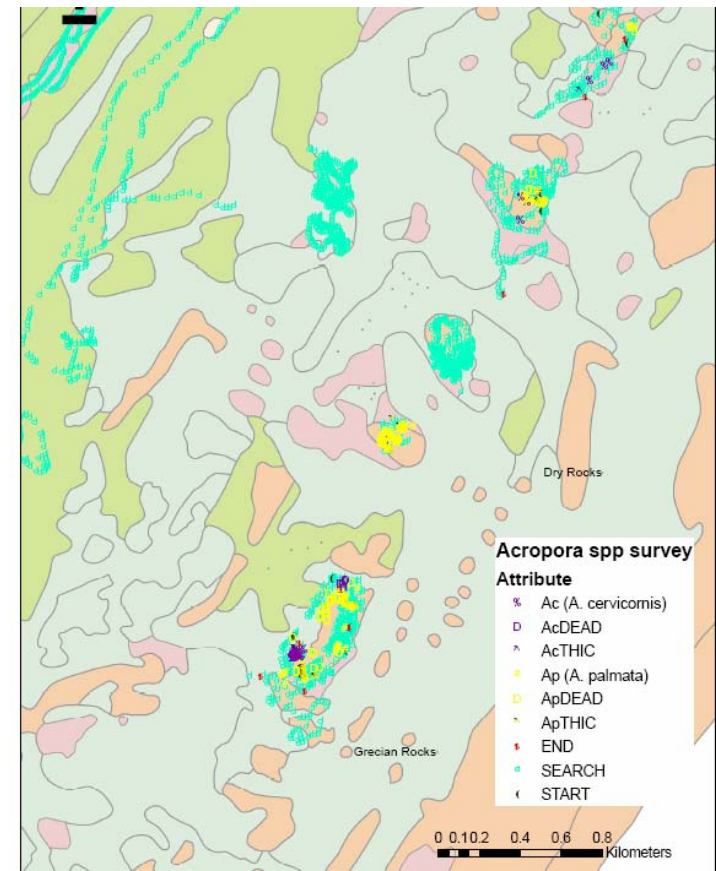 Dry Rocks
Acropora spp survey
Attribute
Ac (A. cervicornis)
AcDEAD
AcTHIC
Ap (A. palmata)
ApDEAD
ApTHIC
END
SEARCH
START
Grecian Rocks
0 0.10.2 0.4 0.6 0.8
Kilometers